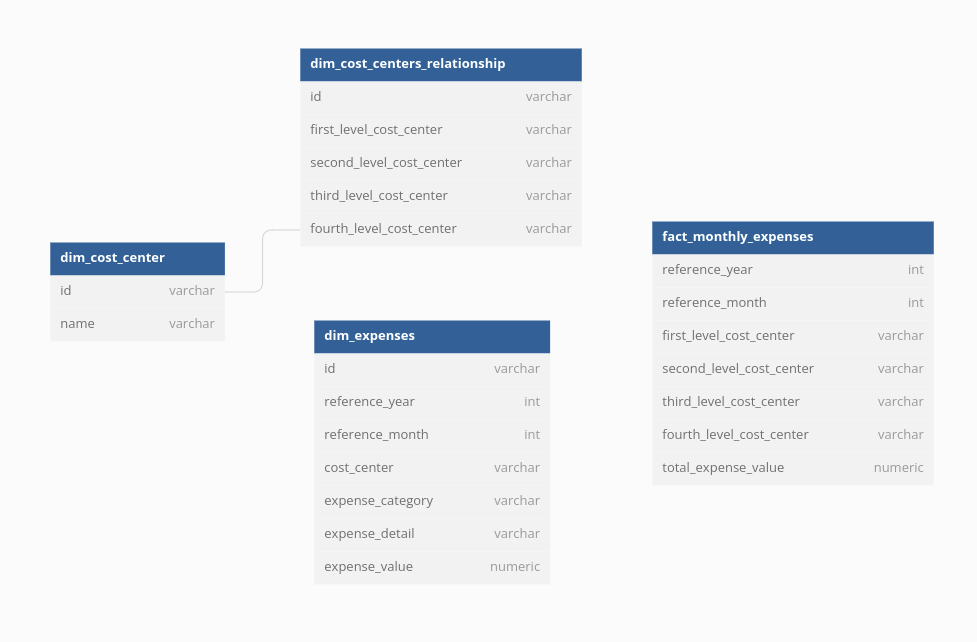 dim_cost_centers_relationship
id varchar
first_level_cost_center varchar
second_level_cost_center varchar
third_level_cost_center varchar
fourth_level_cost_center varchar
dim_cost_center
id varchar
name varchar
dim_expenses
id varchar
reference_year int
reference_month int
cost_center varchar
expense_category varchar
expense_detail varchar
expense_value numeric
fact_monthly_expenses
reference_year int
reference_month int
first_level_cost_center varchar
second_level_cost_center varchar
third_level_cost_center varchar
fourth_level_cost_center varchar
total_expense_value numeric